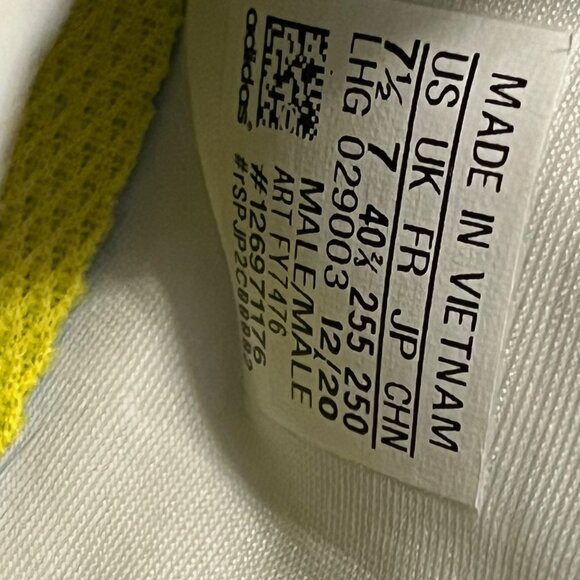 MADE IN VIETNAM
US UK FR JP CHN
7½ 7 40⅔ 255 250
LHG 029003 12/20
MALE/MALE
ART FY7476
#126971176
adidas